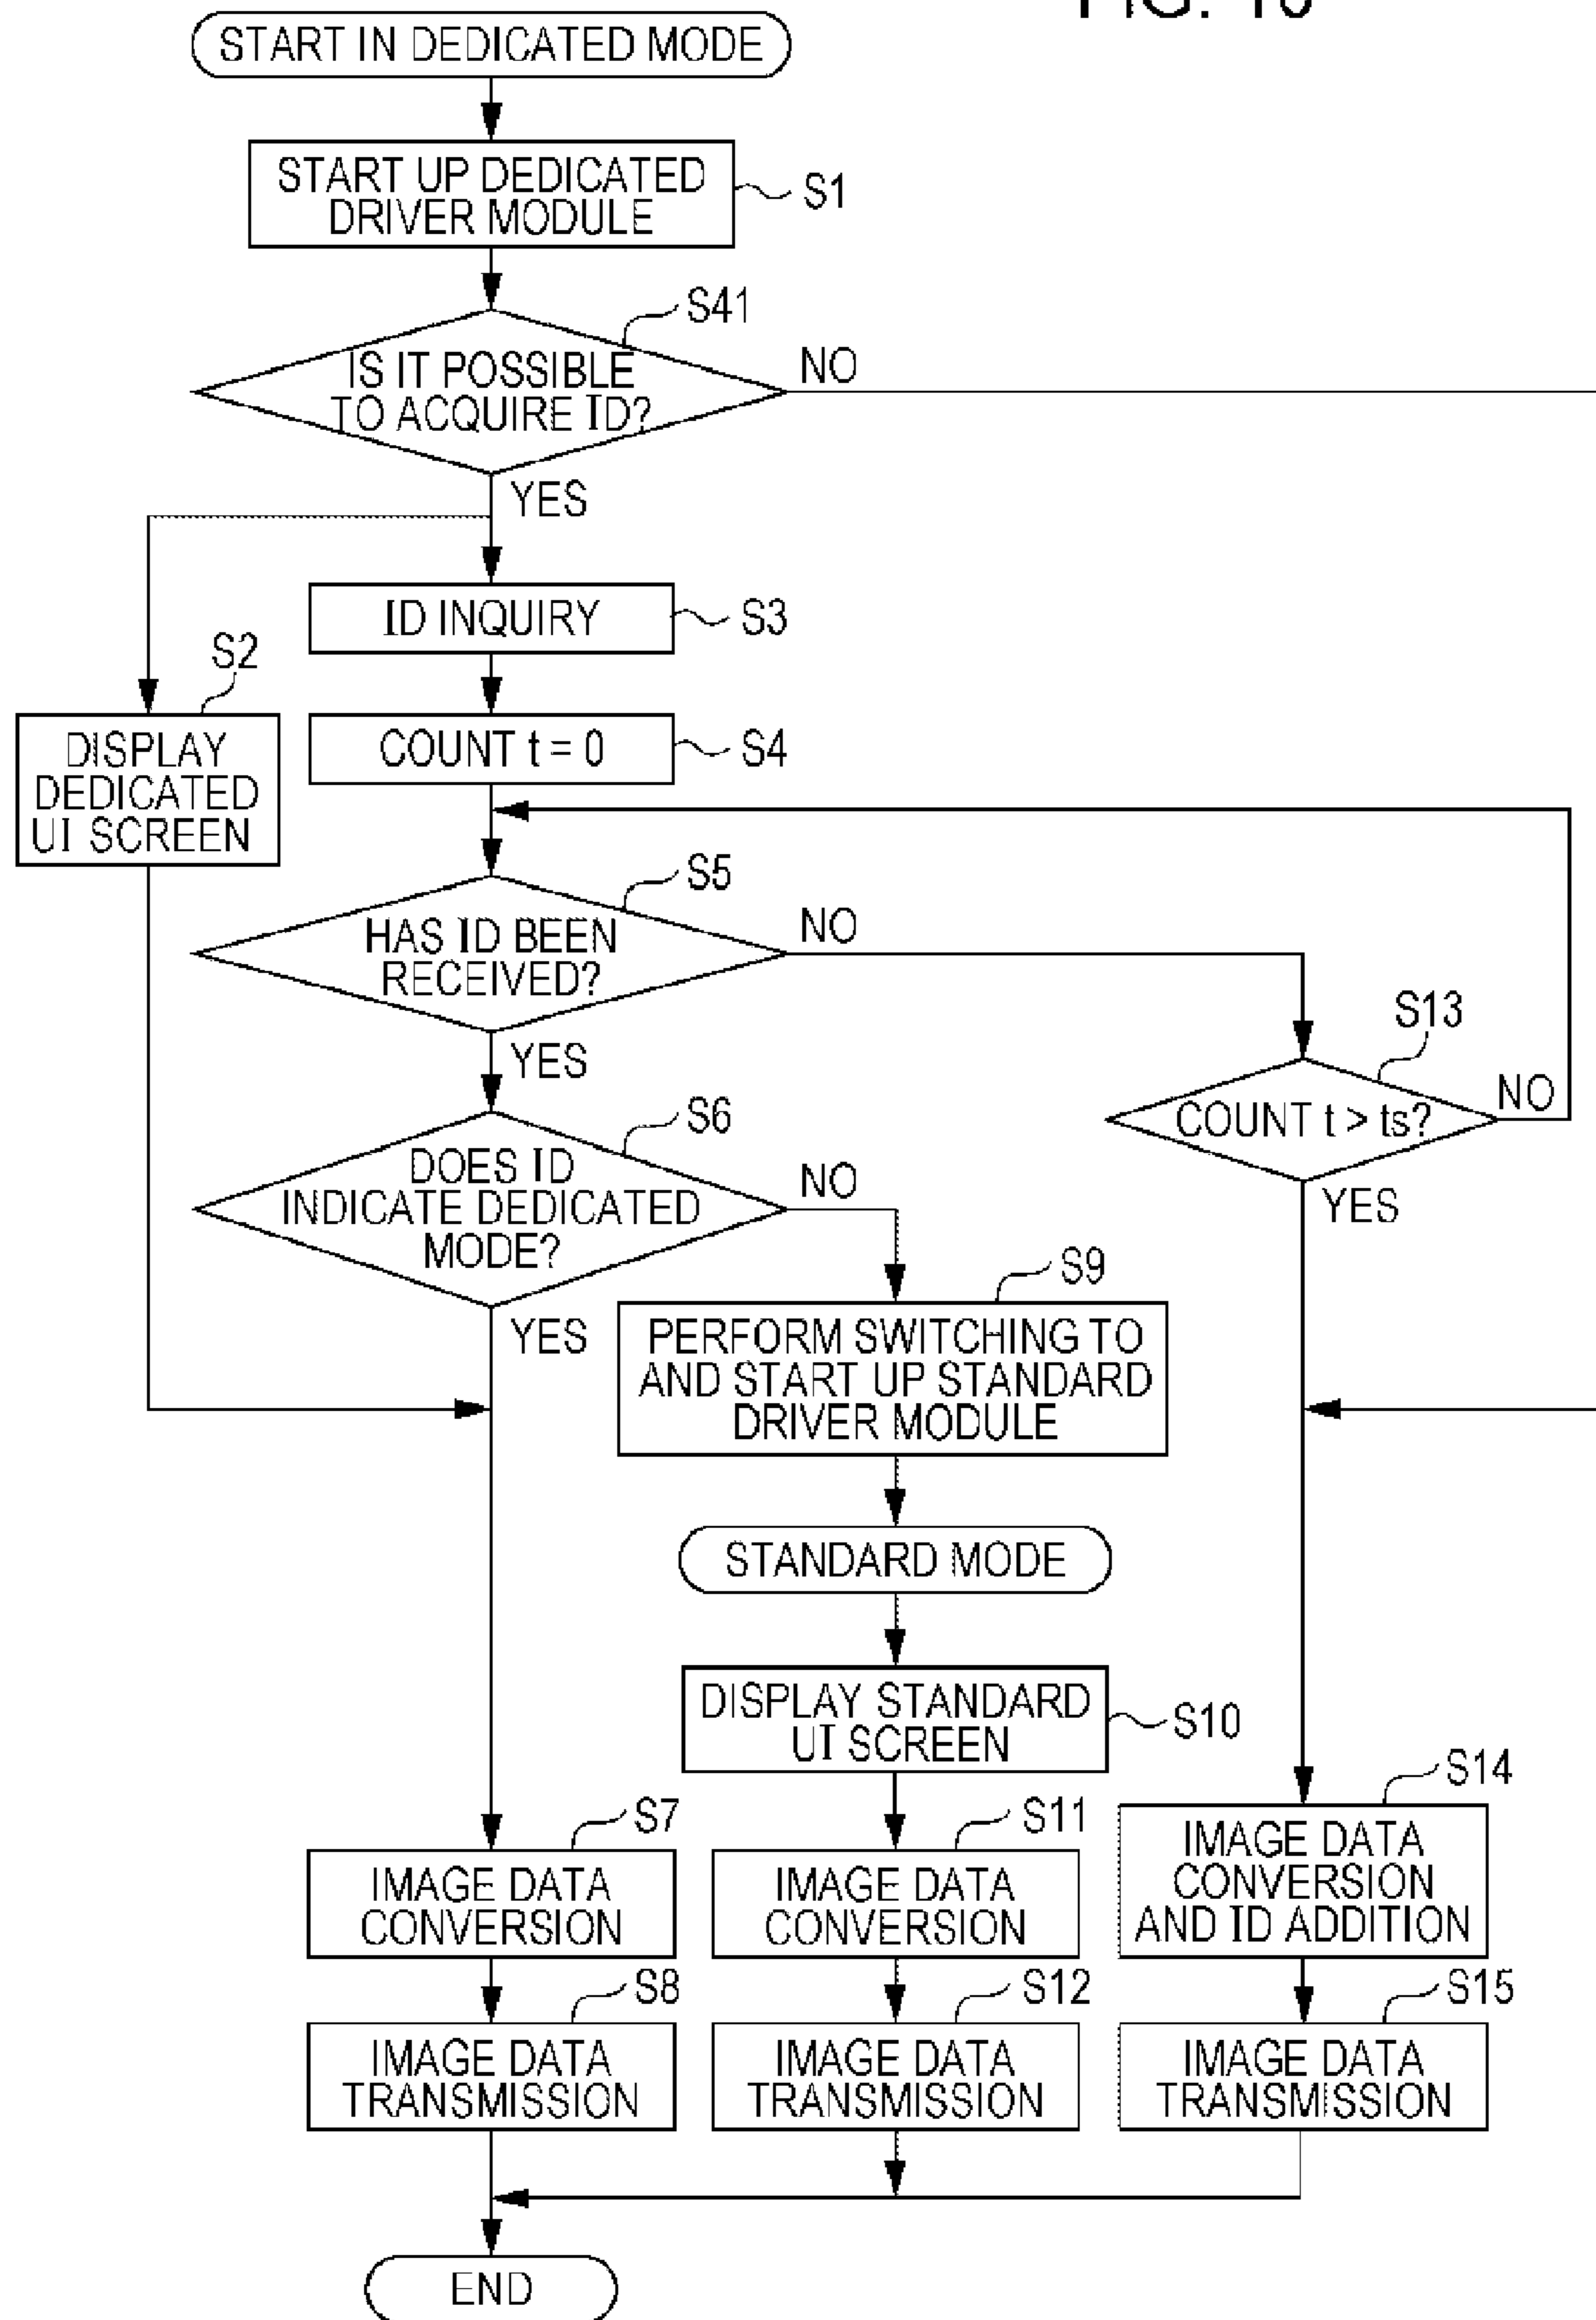 START IN DEDICATED MODE
START UP DEDICATED
DRIVER MODULE
S1
S41
IS IT POSSIBLE
TO ACQUIRE ID?
NO
YES
ID INQUIRY
S3
S2
DISPLAY
DEDICATED
UI SCREEN
COUNT t = 0
S4
S5
HAS ID BEEN
RECEIVED?
NO
YES
S13
COUNT t > ts?
NO
YES
S6
DOES ID
INDICATE DEDICATED
MODE?
NO
YES
S9
PERFORM SWITCHING TO
AND START UP STANDARD
DRIVER MODULE
STANDARD MODE
DISPLAY STANDARD
UI SCREEN
S10
S7
IMAGE DATA
CONVERSION
S11
IMAGE DATA
CONVERSION
S14
IMAGE DATA
CONVERSION
AND ID ADDITION
S8
IMAGE DATA
TRANSMISSION
S12
IMAGE DATA
TRANSMISSION
S15
IMAGE DATA
TRANSMISSION
END